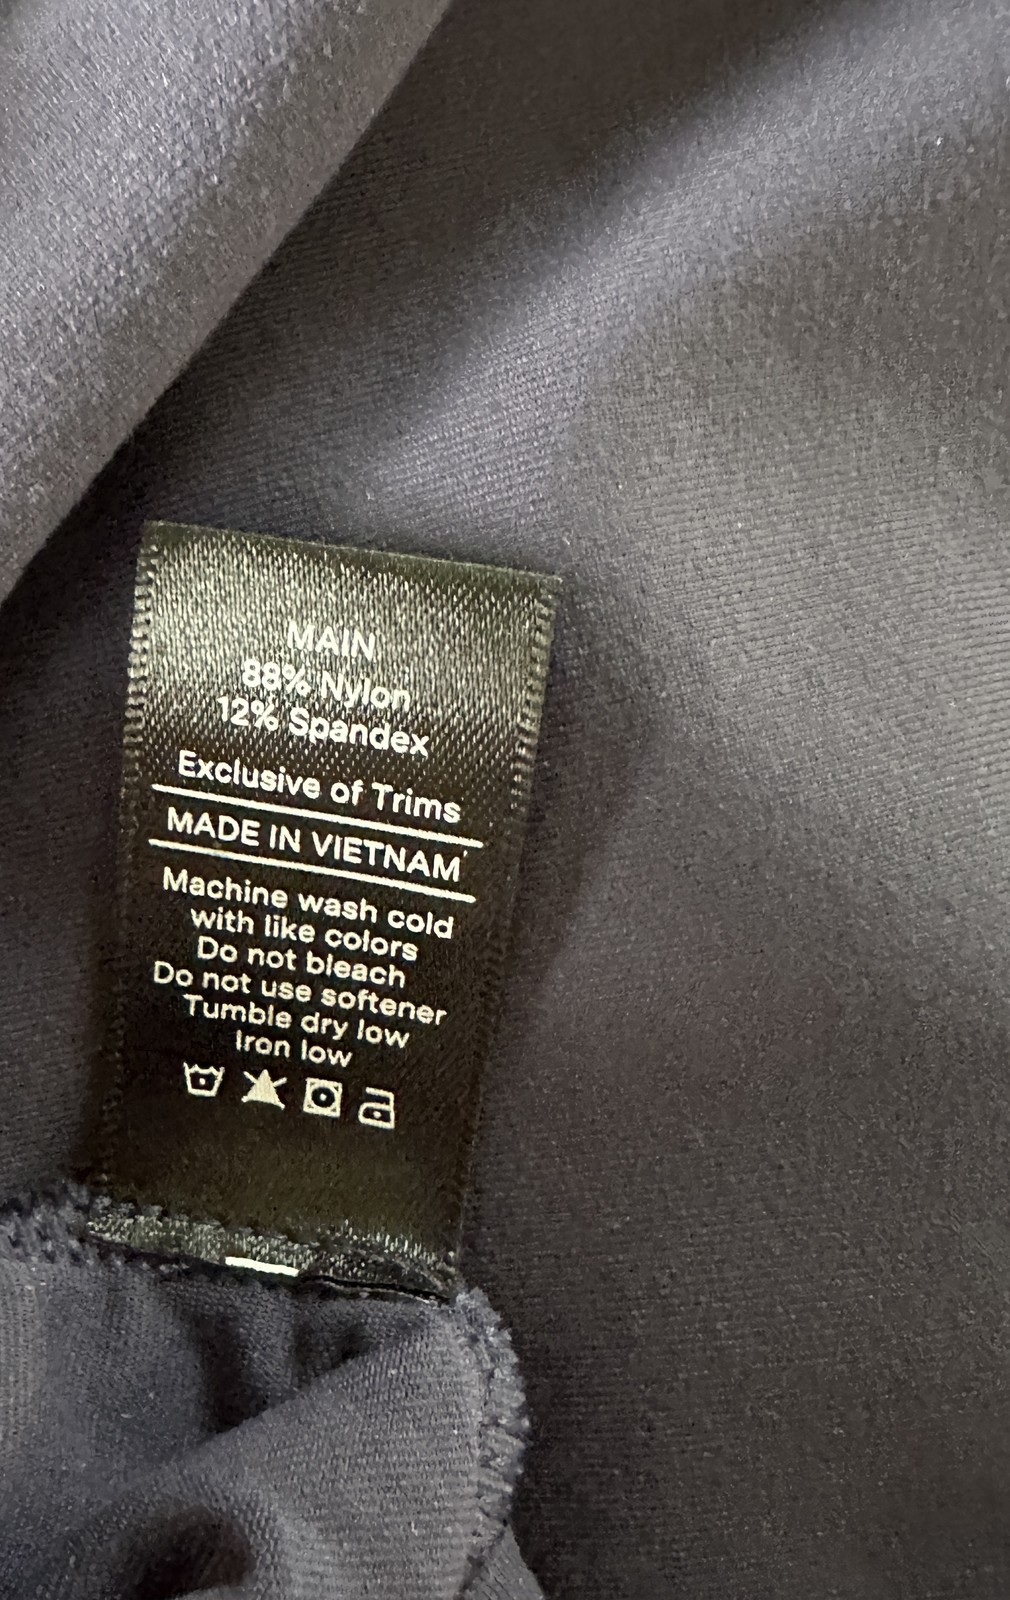 MAIN
88% Nylon
12% Spandex
Exclusive of Trims
MADE IN VIETNAM
Machine wash cold
with like colors
Do not bleach
Do not use softener
Tumble dry low
Iron low